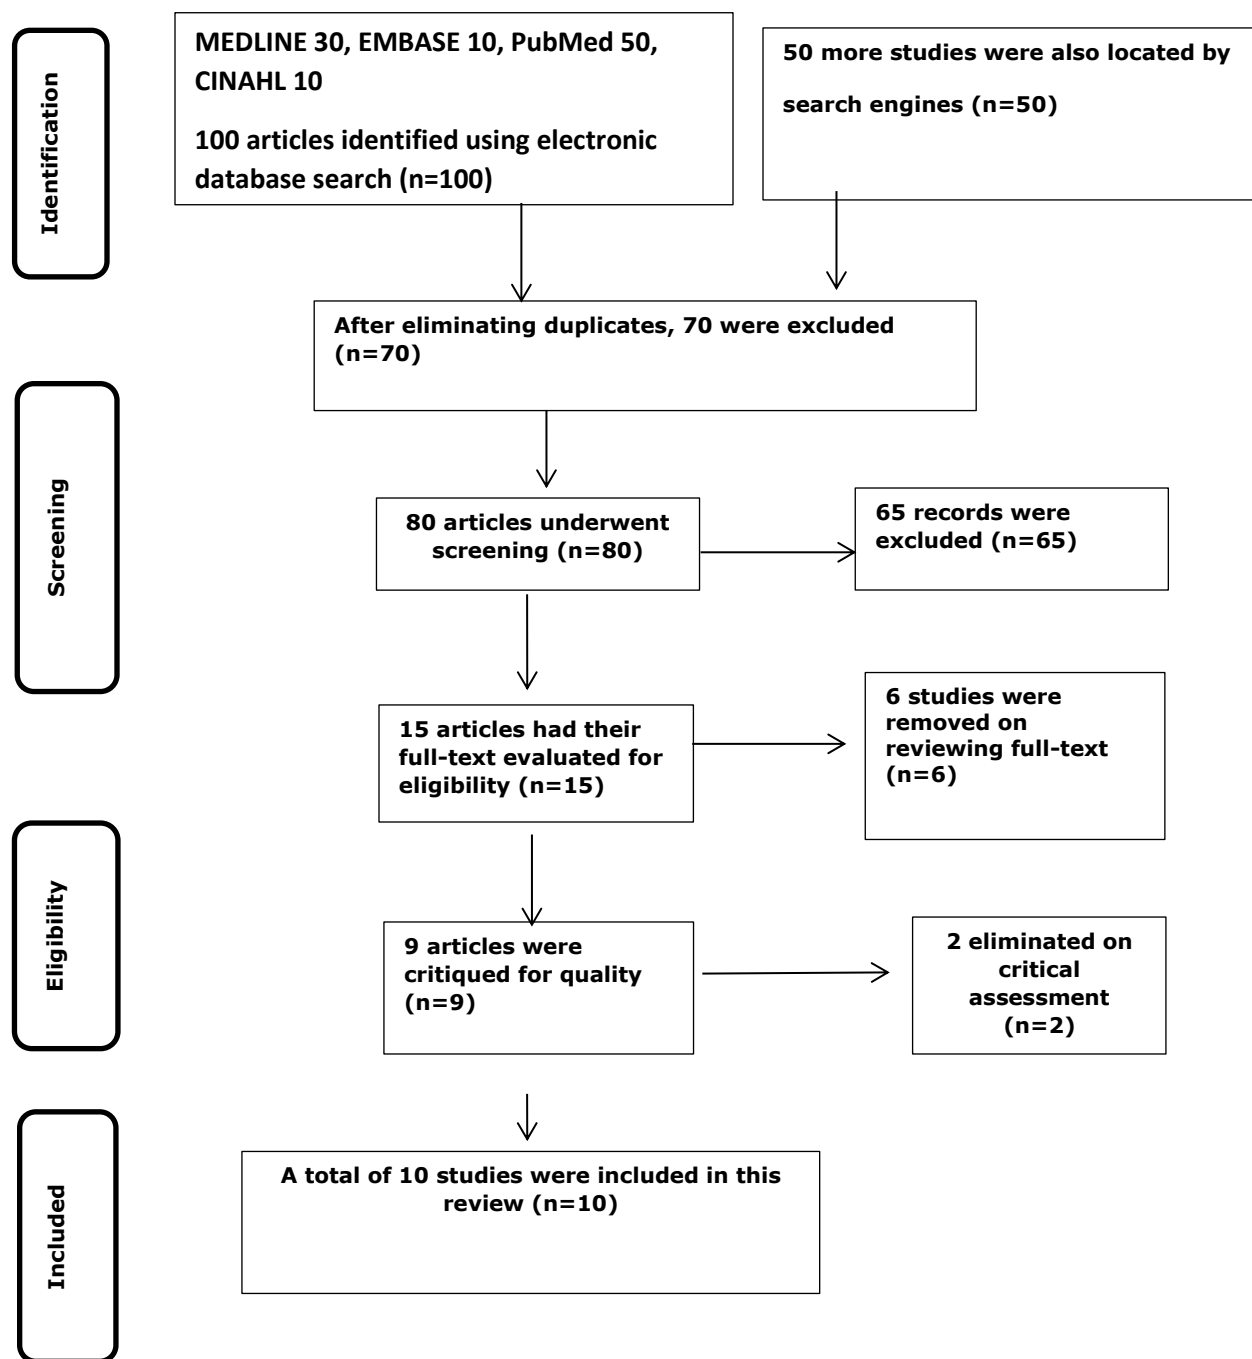 Identification
MEDLINE 30, EMBASE 10, PubMed 50,
CINAHL 10
100 articles identified using electronic
database search (n=100)
50 more studies were also located by
search engines (n=50)
After eliminating duplicates, 70 were excluded
(n=70)
Screening
80 articles underwent
screening (n=80)
65 records were
excluded (n=65)
15 articles had their
full-text evaluated for
eligibility (n=15)
6 studies were
removed on
reviewing full-text
(n=6)
Eligibility
9 articles were
critiqued for quality
(n=9)
2 eliminated on
critical
assessment
(n=2)
Included
A total of 10 studies were included in this
review (n=10)